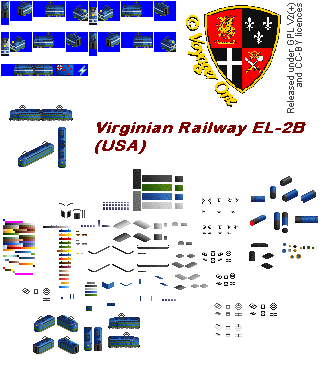 © Voyager One
Released under GPL V2(+)
and CC-BY licences
Virginian Railway EL-2B
(USA)